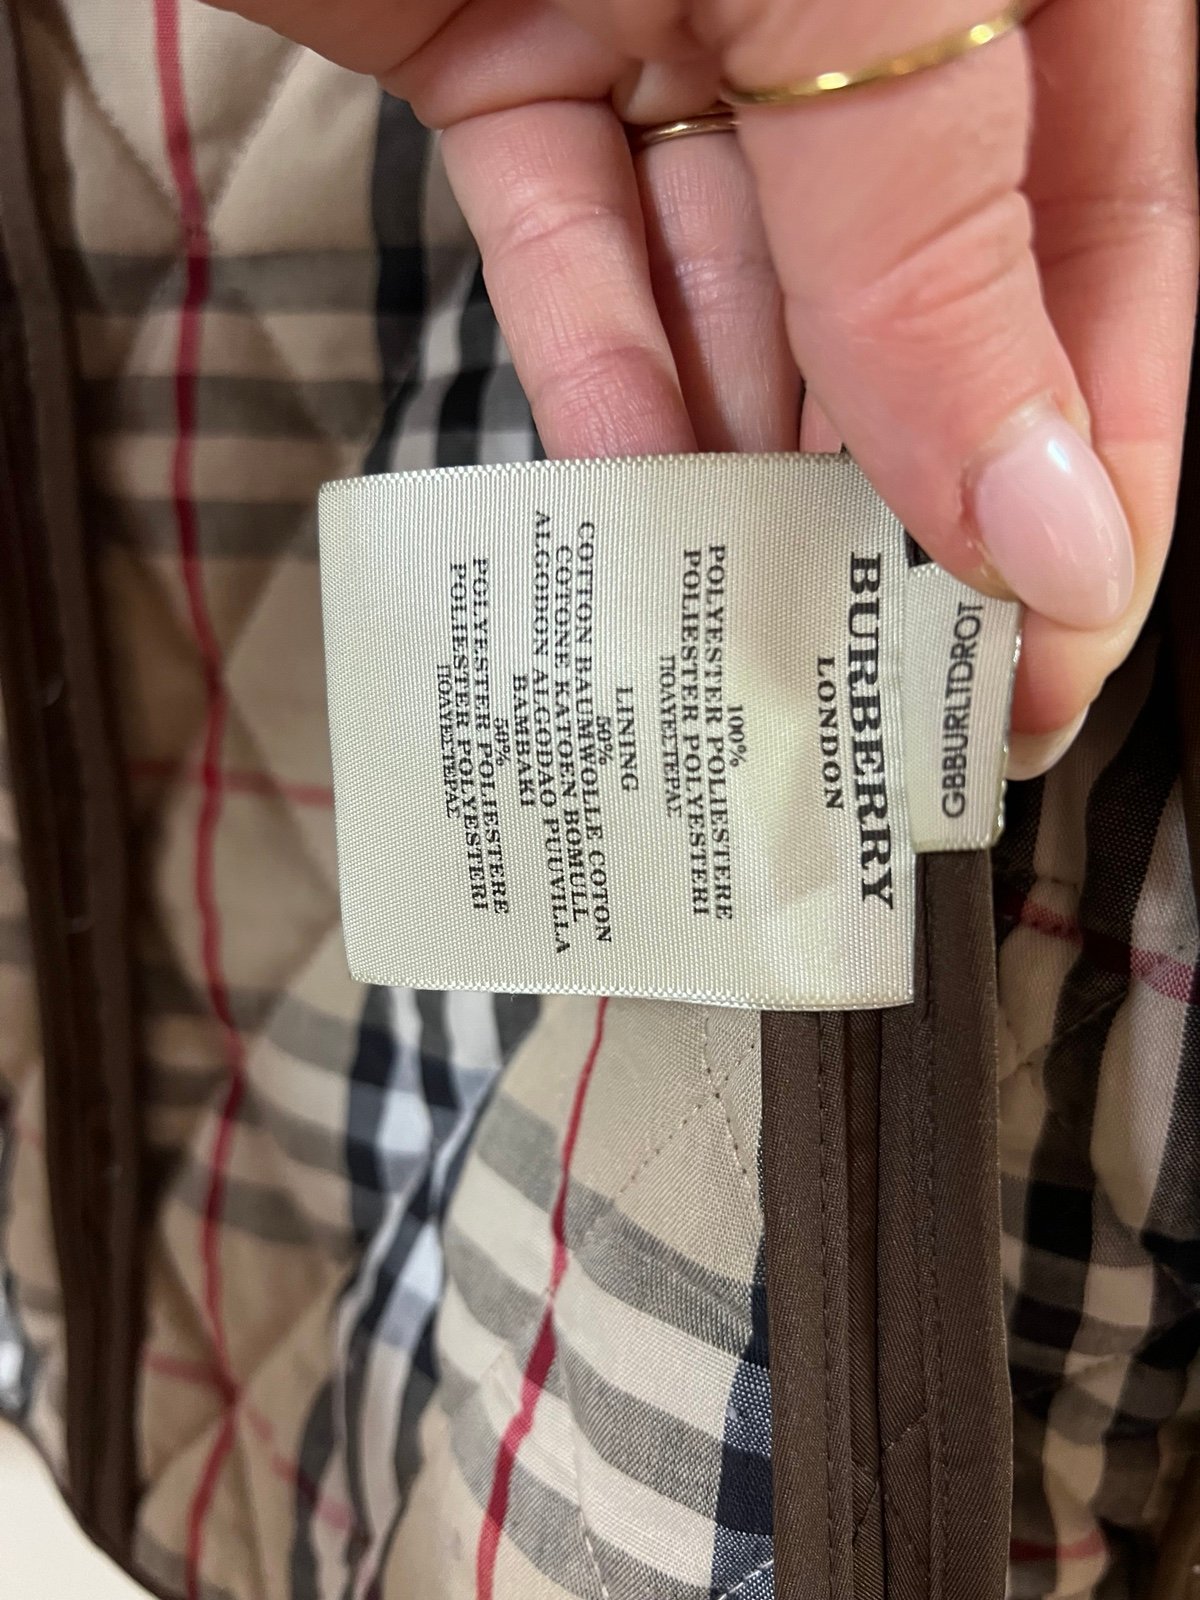 GBBURLTDROT
BURBERRY
LONDON
100%
POLYESTER POLIESTERE
POLIESTER POLYESTERI
ΠΟΛΥΕΣΤΕΡΑΣ
LINING
COTTON BAUMWOLLE COTON
50%
COTONE KATOEN BOMULL
ALGODON ALGODAO PUUVILLA
BAMBAKI
50%
POLYESTER POLIESTERE
POLIESTER POLYESTERI
ΠΟΛΥΕΣΤΕΡΑΣ